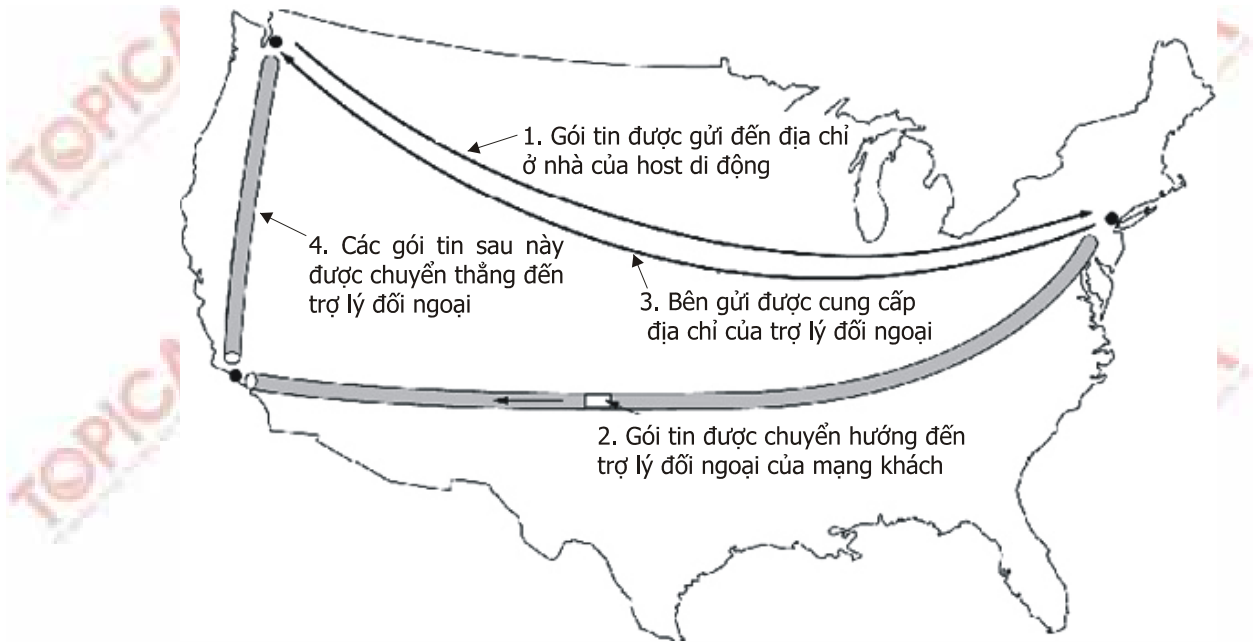 TOPICA
TOPICA
1. Gói tin được gửi đến địa chỉ
ở nhà của host di động
4. Các gói tin sau này
được chuyển thẳng đến
trợ lý đối ngoại
3. Bên gửi được cung cấp
địa chỉ của trợ lý đối ngoại
2. Gói tin được chuyển hướng đến
trợ lý đối ngoại của mạng khách